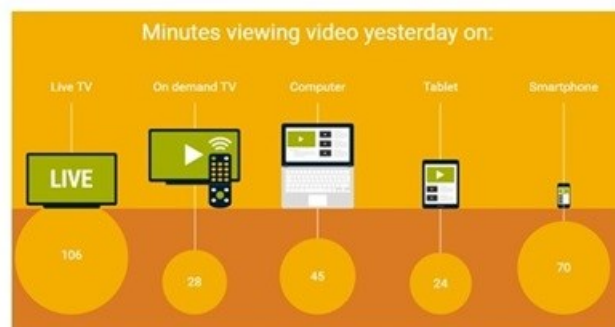 Minutes viewing video yesterday on:
Live TV
On demand TV
Computer
Tablet
Smartphone
LIVE
106
28
45
24
70